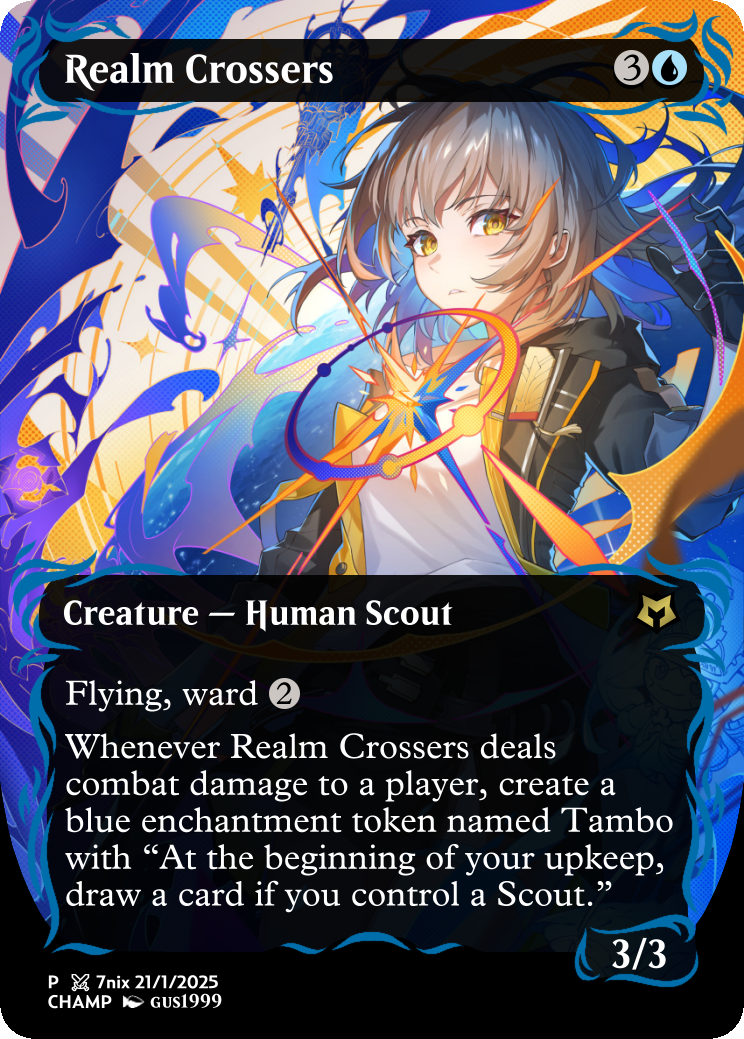 Realm Crossers 3
Creature — Human Scout
Flying, ward 2
Whenever Realm Crossers deals
combat damage to a player, create a
blue enchantment token named Tambo
with “At the beginning of your upkeep,
draw a card if you control a Scout.”
3/3
P 7nix 21/1/2025
CHAMP GUS1999